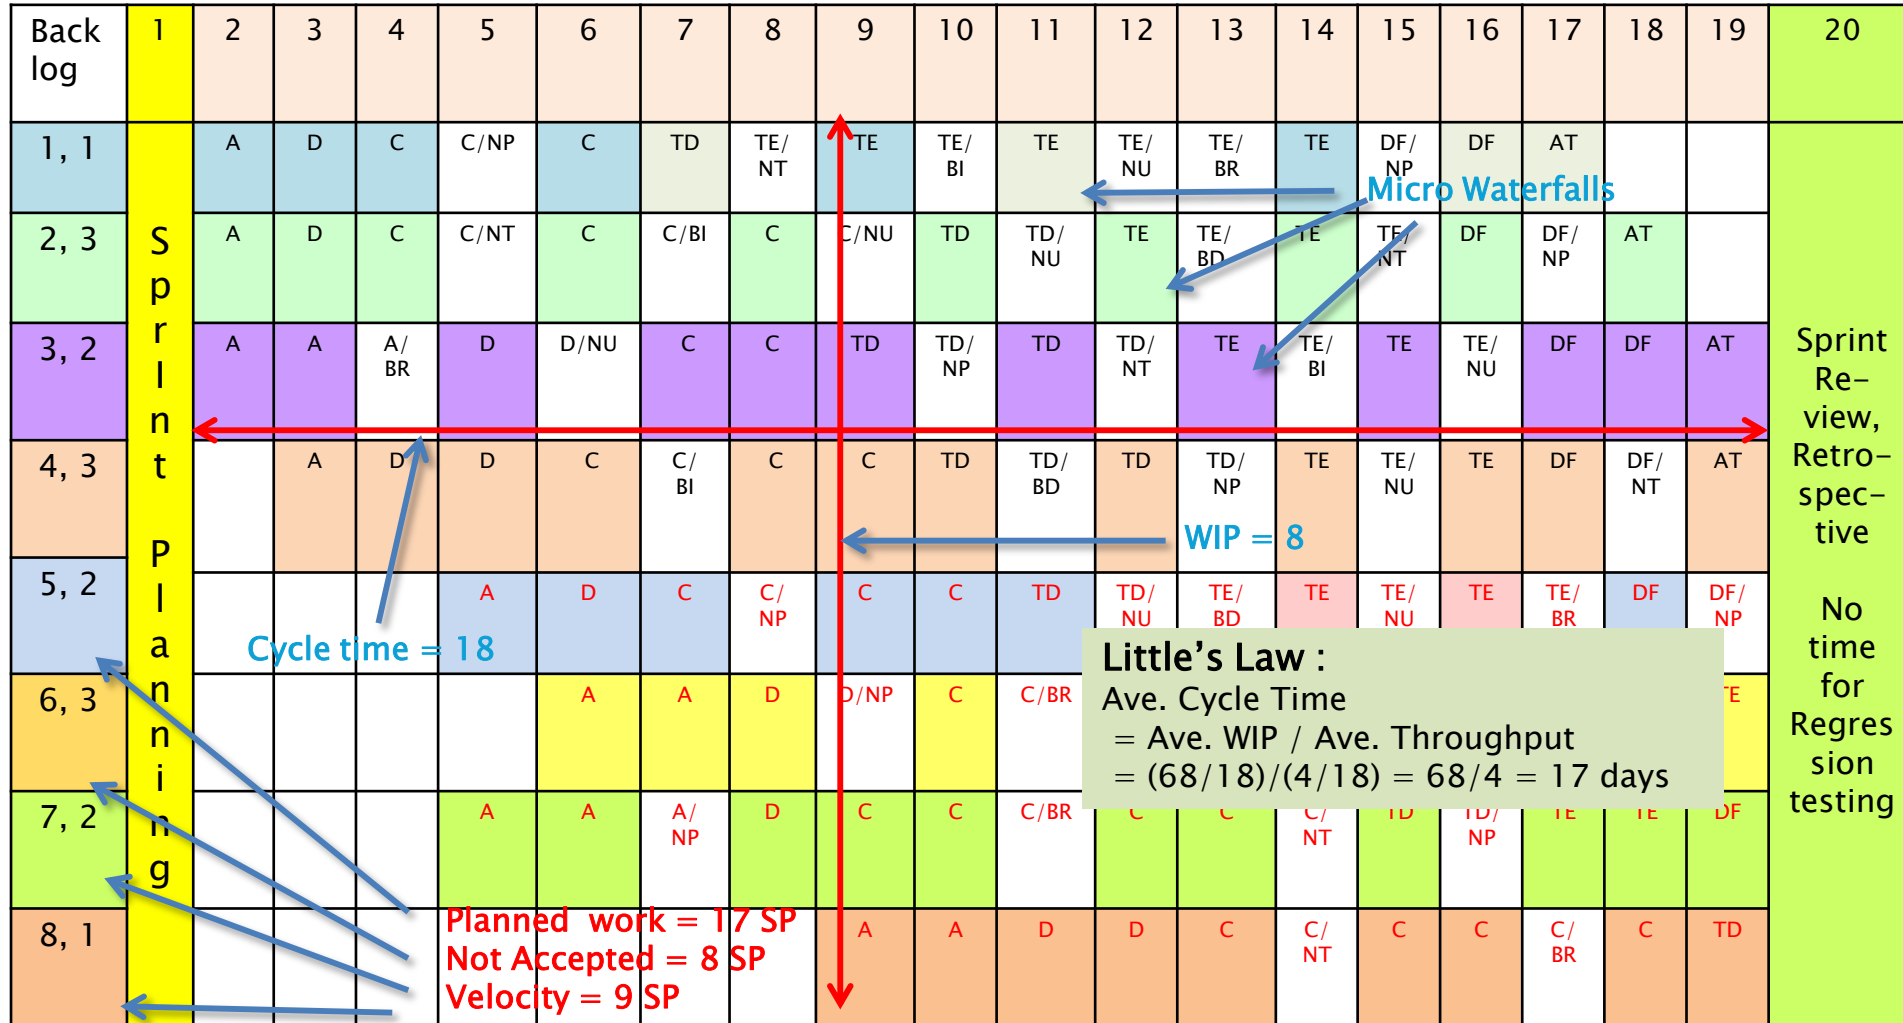 Back log 1 2 3 4 5 6 7 8 9 10 11 12 13 14 15 16 17 18 19 20
1, 1 A D C C/NP C TD TE/NT TE TE/BI TE TE/NU TE/BR TE DF/NP DF AT
Micro Waterfalls
2, 3 A D C C/NT C C/BI C C/NU TD TD/NU TE TE/BD TE TE/NT DF DF/NP AT
3, 2 A A A/BR D D/NU C C TD TD/NP TD TD/NT TE TE/BI TE TE/NU DF DF AT
4, 3 A D D C C/BI C C TD TD/BD TD TD/NP TE TE/NU TE DF DF/NT AT
WIP = 8
5, 2 A D C C/NP C C TD TD/NU TE/BD TE TE/NU TE TE/BR DF DF/NP
Cycle time = 18
6, 3 A A D D/NP C C/BR TE
Little's Law :
Ave. Cycle Time
= Ave. WIP / Ave. Throughput
= (68/18)/(4/18) = 68/4 = 17 days
7, 2 A A A/NP D C C C/BR C C C/NT TD TD/NP TE TE DF
8, 1 A A D D C C/NT C C C/BR C TD
Planned work = 17 SP
Not Accepted = 8 SP
Velocity = 9 SP
SprInt Planning
Sprint
Re-
view,
Retro-
spec-
tive
No
time
for
Regres
sion
testing